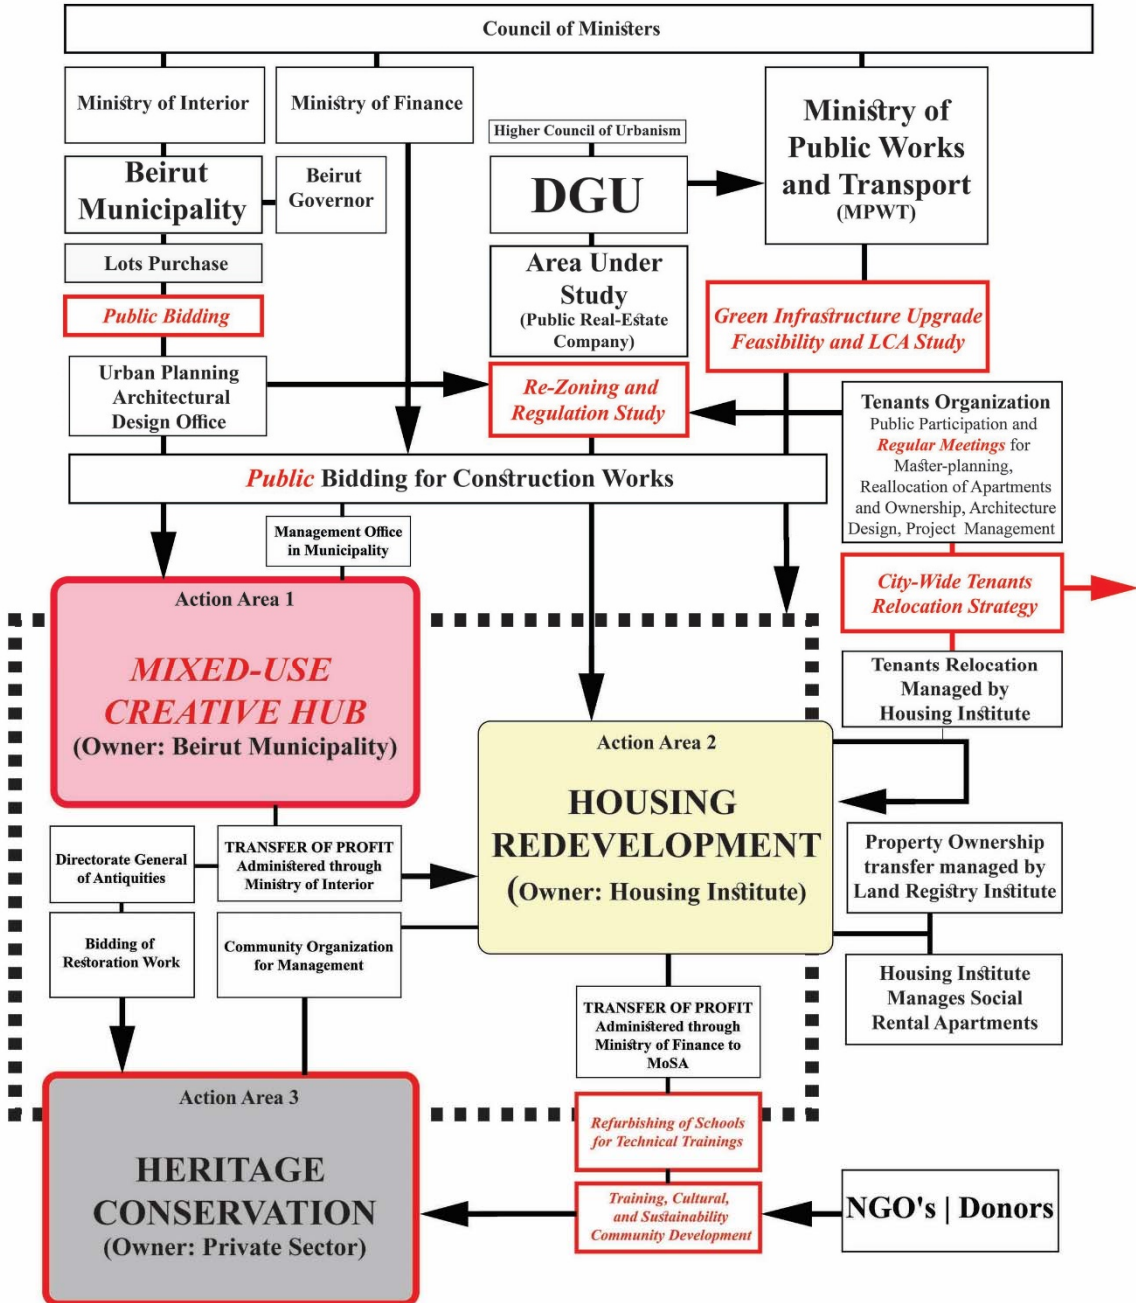 Council of Ministers
Ministry of Interior
Ministry of Finance
Higher Council of Urbanism
Ministry of
Public Works
and Transport
(MPWT)
Beirut
Municipality
Beirut
Governor
DGU
Lots Purchase
Public Bidding
Area Under
Study
(Public Real-Estate
Company)
Green Infrastructure Upgrade
Feasibility and LCA Study
Urban Planning
Architectural
Design Office
Re-Zoning and
Regulation Study
Tenants Organization
Public Participation and
Regular Meetings for
Master-planning,
Reallocation of Apartments
and Ownership, Architecture
Design, Project Management
Public Bidding for Construction Works
Management Office
in Municipality
City-Wide Tenants
Relocation Strategy
Action Area 1
MIXED-USE
CREATIVE HUB
(Owner: Beirut Municipality)
Tenants Relocation
Managed by
Housing Institute
Action Area 2
HOUSING
REDEVELOPMENT
(Owner: Housing Institute)
Directorate General
of Antiquities
TRANSFER OF PROFIT
Administered through
Ministry of Interior
Property Ownership
transfer managed by
Land Registry Institute
Bidding of
Restoration Work
Community Organization
for Management
Housing Institute
Manages Social
Rental Apartments
TRANSFER OF PROFIT
Administered through
Ministry of Finance to
MoSA
Action Area 3
HERITAGE
CONSERVATION
(Owner: Private Sector)
Refurbishing of Schools
for Technical Trainings
Training, Cultural,
and Sustainability
Community Development
NGO's | Donors